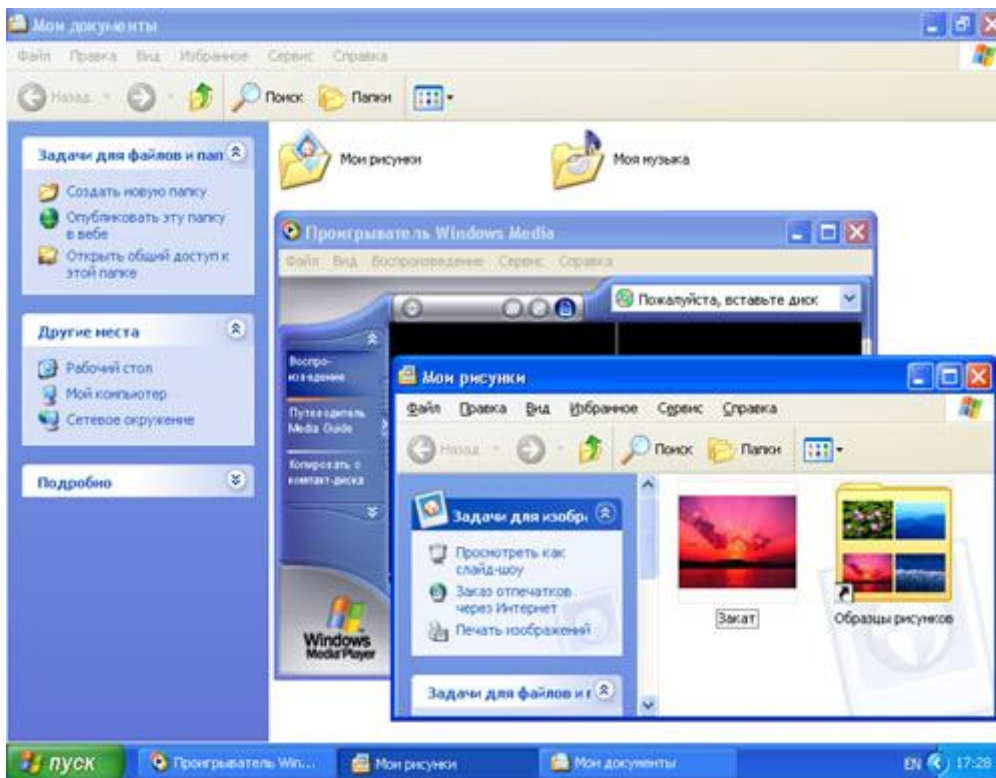 Мои документы
Файл Правка Вид Избранное Сервис Справка
Назад Поиск Папки
Задачи для файлов и пап
Создать новую папку
Опубликовать эту папку
в вебе
Открыть общий доступ к
этой папке
Другие места
Рабочий стол
Мой компьютер
Сетевое окружение
Подробно
Мои рисунки
Моя музыка
Проигрыватель Windows Media
Файл Вид Воспроизведение Сервис Справка
Пожалуйста, вставьте диск
Воспро-
изведение
Путеводитель
Media Guide
Копировать с
компакт-диска
Windows
Media Player
Мои рисунки
Файл Правка Вид Избранное Сервис Справка
Назад Поиск Папки
Задачи для изобр
Просмотреть как
слайд-шоу
Заказ отпечатков
через Интернет
Печать изображений
Задачи для файлов и г
Закат
Образцы рисунков
пуск
Проигрыватель Win...
Мои рисунки
Мои документы
EN 17:28